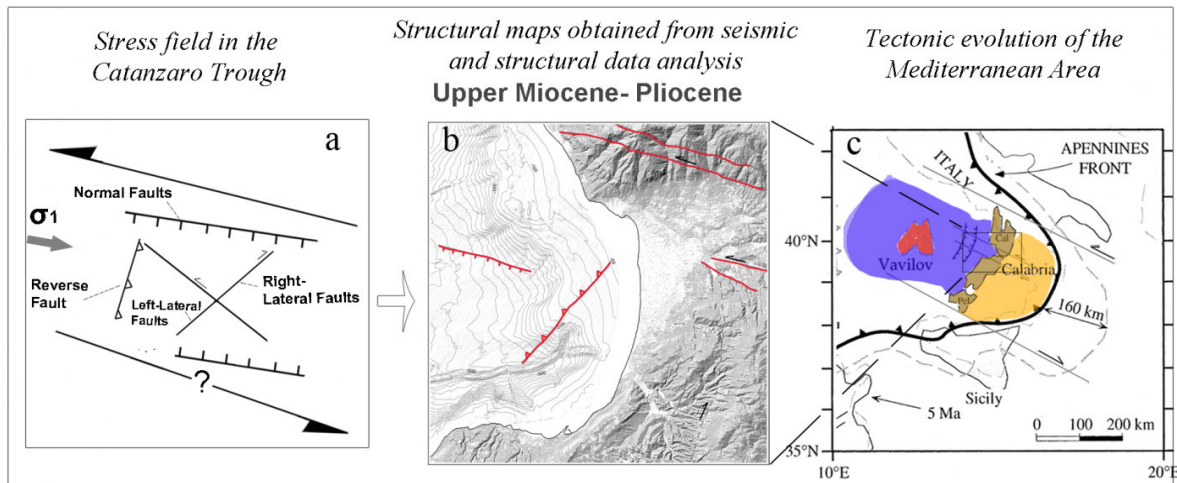 Stress field in the
Catanzaro Trough
Structural maps obtained from seismic
and structural data analysis
Upper Miocene- Pliocene
Tectonic evolution of the
Mediterranean Area
a
Normal Faults
σ1
Reverse
Fault
Left-Lateral
Faults
Right-
Lateral Faults
?
b
c
APENNINES
FRONT
ITALY
40°N
Vavilov
Cal
Calabria
Pel
160 km
Sicily
5 Ma
0 100 200 km
35°N
10°E
20°E